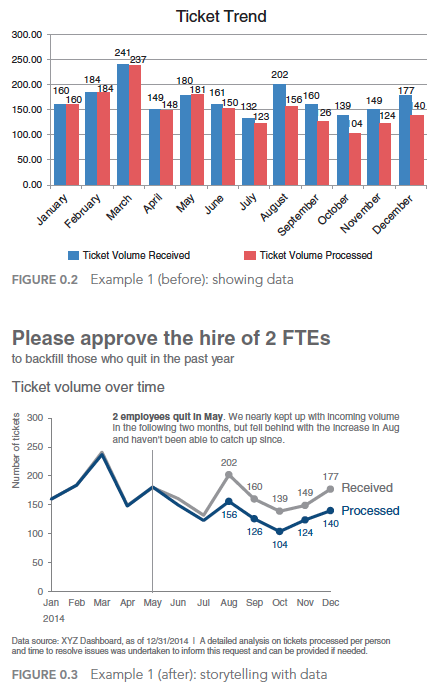 Ticket Trend
300.00
250.00
200.00
150.00
100.00
50.00
0.00
160
160
184
184
241
237
149
148
180
181
161
150
132
123
202
156
160
26
139
04
149
124
177
40
January
February
March
April
May
June
July
August
September
October
November
December
Ticket Volume Received
Ticket Volume Processed
FIGURE 0.2 Example 1 (before): showing data
Please approve the hire of 2 FTEs
to backfill those who quit in the past year
Ticket volume over time
Number of tickets
300
250
200
150
100
50
0
2 employees quit in May. We nearly kept up with incoming volume
in the following two months, but fell behind with the increase in Aug
and haven't been able to catch up since.
202
160
139
149
177
Received
156
126
104
124
140
Processed
Jan Feb Mar Apr May Jun Jul Aug Sep Oct Nov Dec
2014
Data source: XYZ Dashboard, as of 12/31/2014 | A detailed analysis on tickets processed per person
and time to resolve issues was undertaken to inform this request and can be provided if needed.
FIGURE 0.3 Example 1 (after): storytelling with data